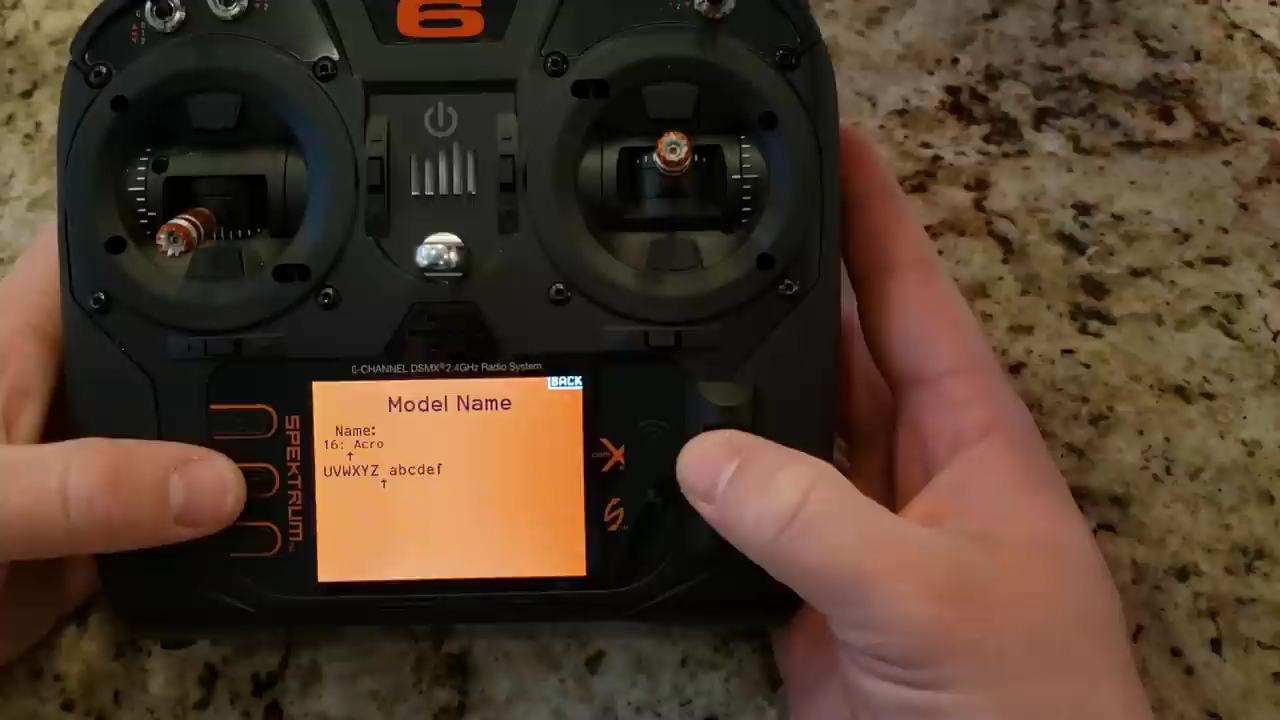 6
6-CHANNEL DSMX® 2.4GHz Radio System
BACK
Model Name
Name:
16: Acro
↑
UVWXYZ abcdef
↑
SPEKTRUM